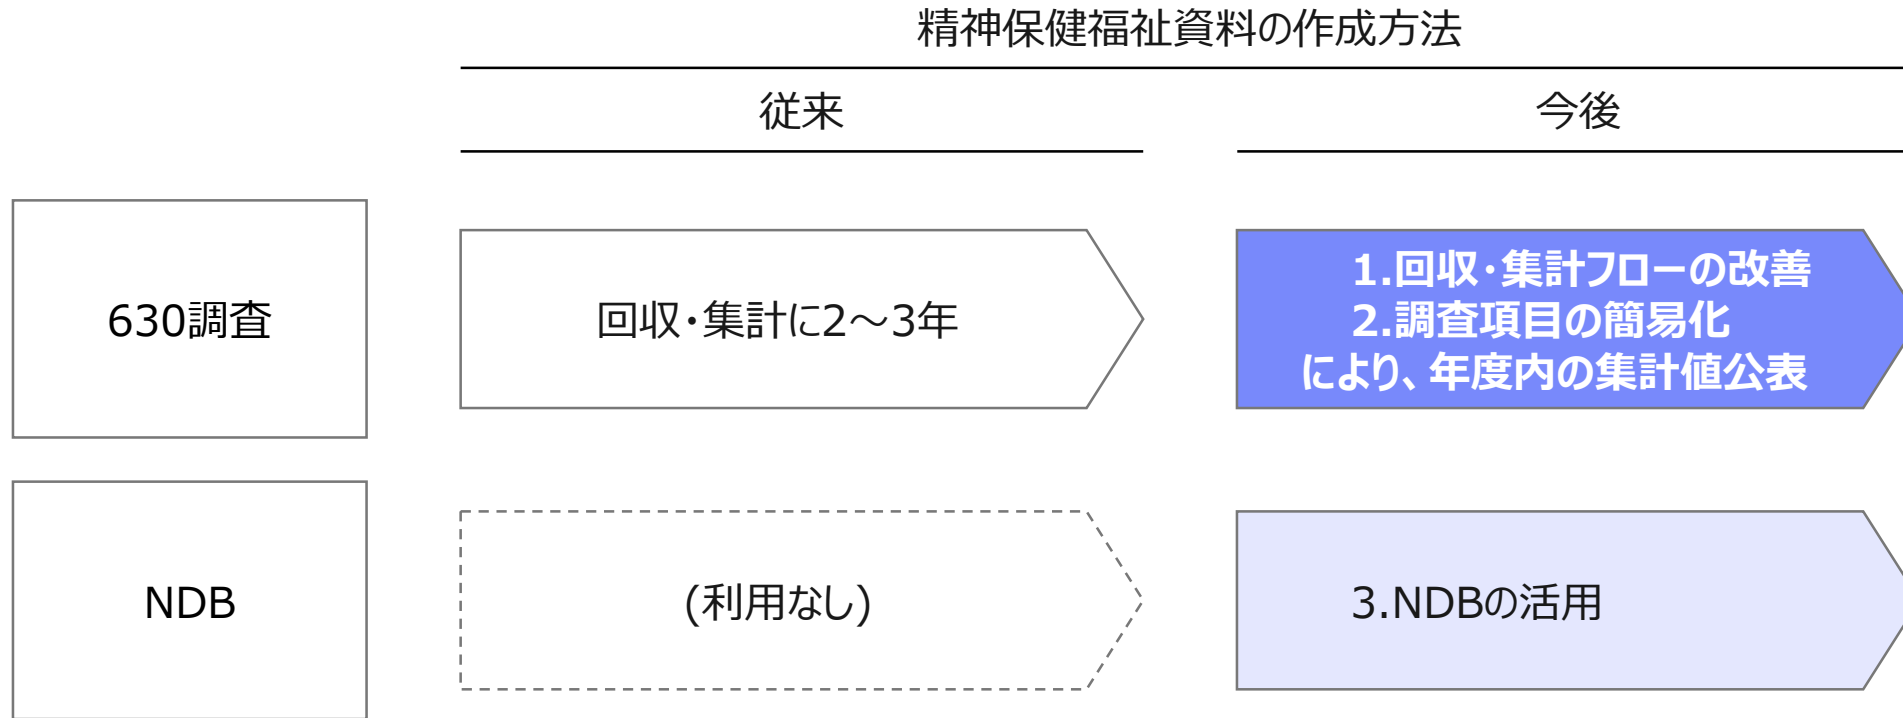 精神保健福祉資料の作成方法
従来
今後
630調査
回収・集計に2～3年
1.回収・集計フローの改善
2.調査項目の簡易化
により、年度内の集計値公表
NDB
(利用なし)
3.NDBの活用